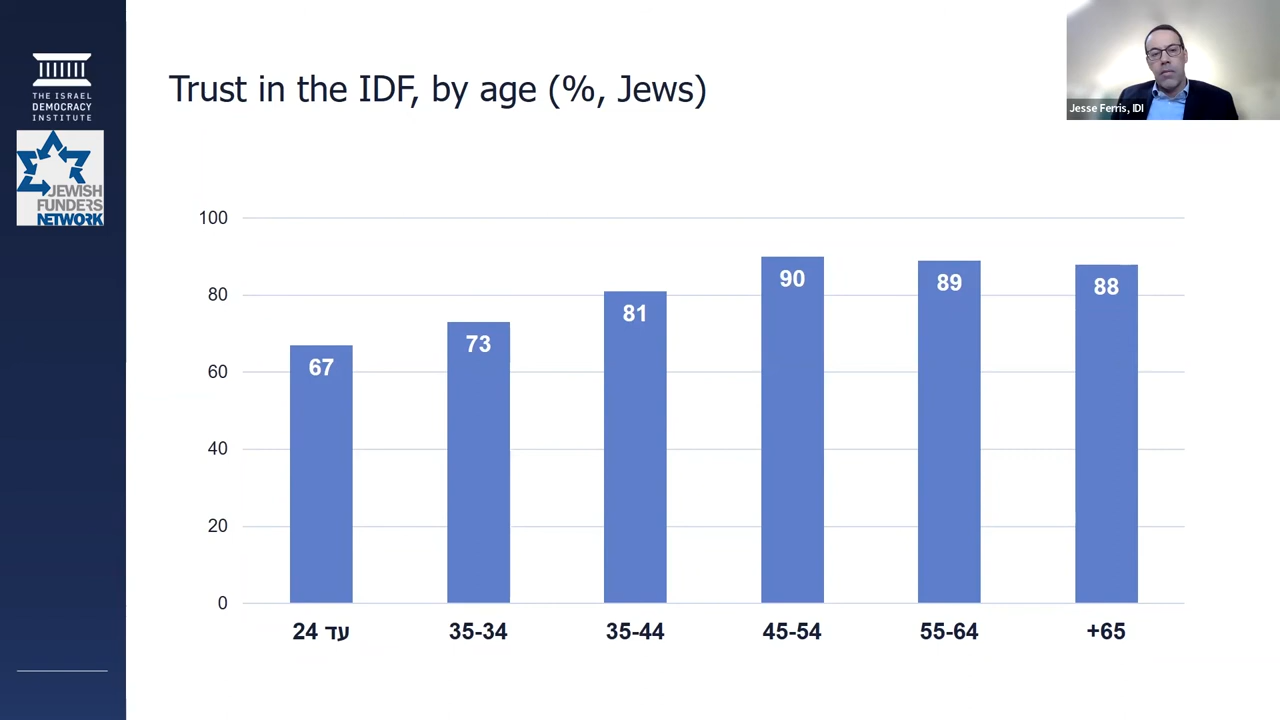 THE ISRAEL
DEMOCRACY
INSTITUTE
JEWISH
FUNDERS
NETWORK
Trust in the IDF, by age (%, Jews)
Jesse Ferris, IDI
100
80
60
40
20
0
67
73
81
90
89
88
עד 24
35-34
35-44
45-54
55-64
+65